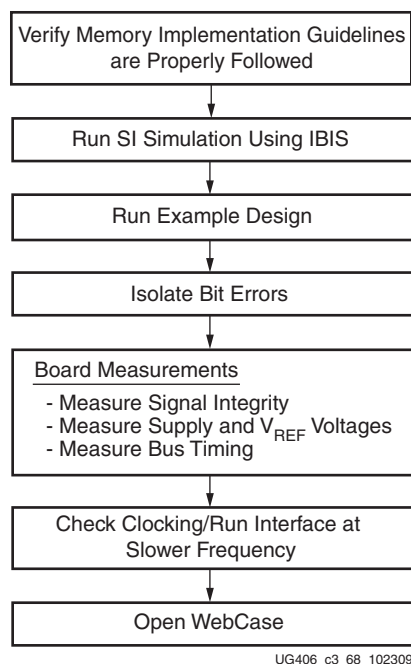 Verify Memory Implementation Guidelines
are Properly Followed
Run SI Simulation Using IBIS
Run Example Design
Isolate Bit Errors
Board Measurements
- Measure Signal Integrity
- Measure Supply and VREF Voltages
- Measure Bus Timing
Check Clocking/Run Interface at
Slower Frequency
Open WebCase
UG406_c3_68_102309